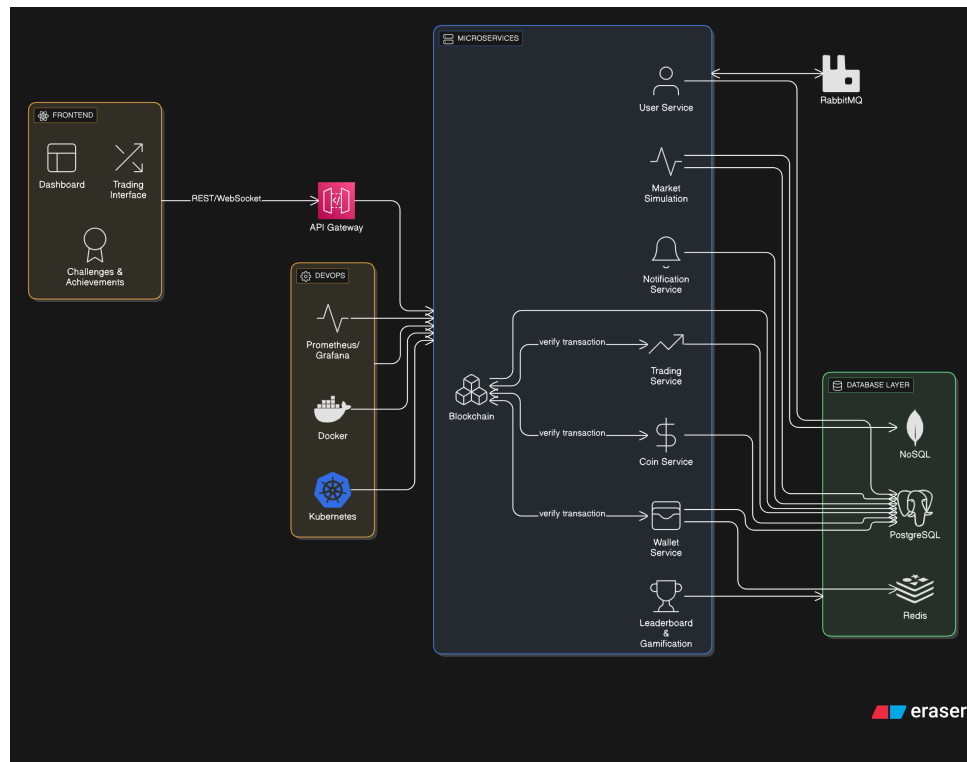 MICROSERVICES
FRONTEND
Dashboard
Trading
Interface
Challenges &
Achievements
REST/WebSocket
API Gateway
DEVOPS
Prometheus/
Grafana
Docker
Kubernetes
Blockchain
verify transaction
verify transaction
verify transaction
User Service
Market
Simulation
Notification
Service
Trading
Service
Coin Service
Wallet
Service
Leaderboard
&
Gamification
RabbitMQ
DATABASE LAYER
NoSQL
PostgreSQL
Redis
eraser